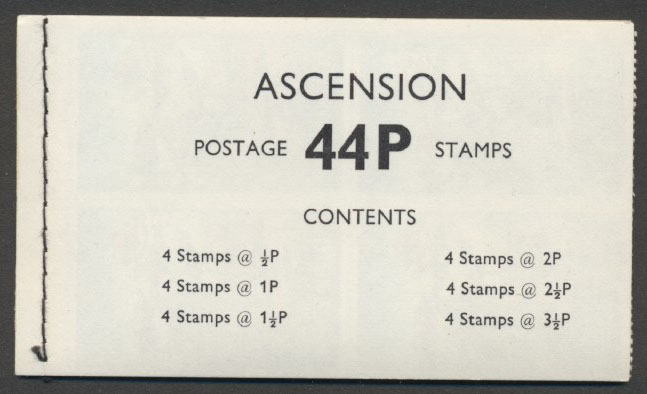 ASCENSION
POSTAGE 44P STAMPS
CONTENTS
4 Stamps @ ½P
4 Stamps @ 1P
4 Stamps @ 1½P
4 Stamps @ 2P
4 Stamps @ 2½P
4 Stamps @ 3½P